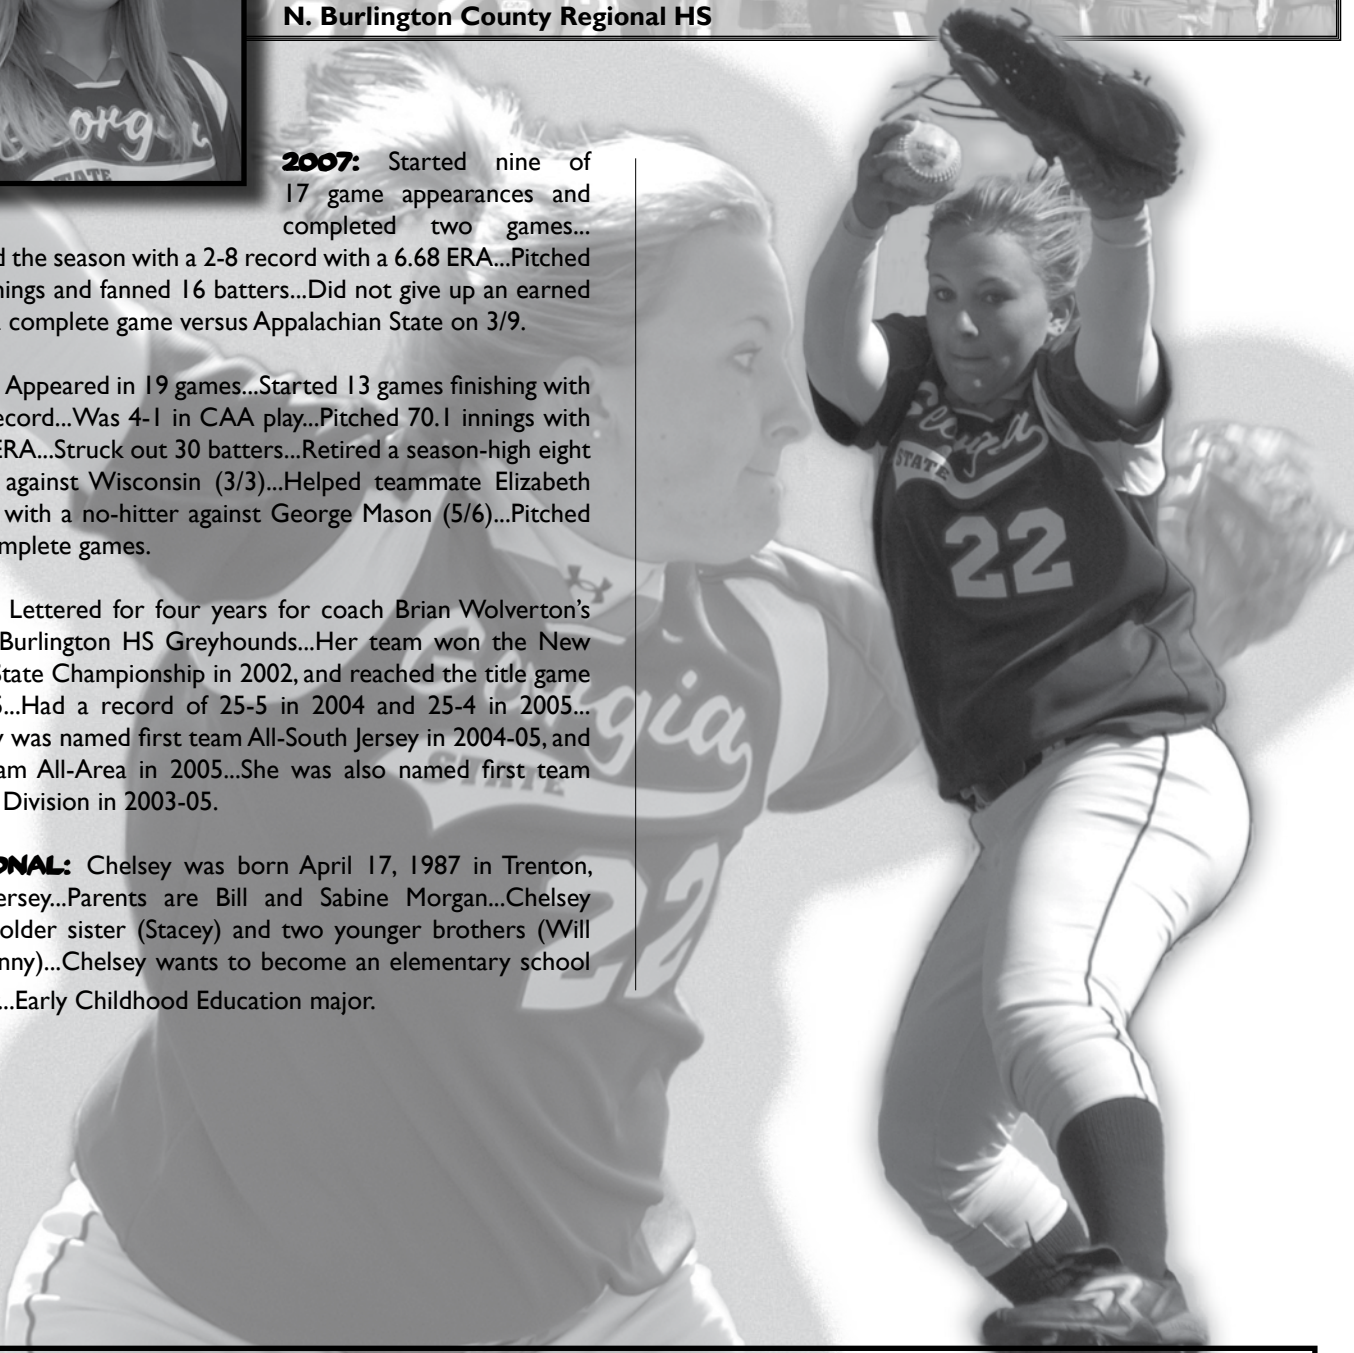 N. Burlington County Regional HS
STATE
2007: Started nine of
17 game appearances and
completed two games...
the season with a 2-8 record with a 6.68 ERA...Pitched
and fanned 16 batters...Did not give up an earned
complete game versus Appalachian State on 3/9.
Appeared in 19 games...Started 13 games finishing with
...Was 4-1 in CAA play...Pitched 70.1 innings with
ERA...Struck out 30 batters...Retired a season-high eight
against Wisconsin (3/3)...Helped teammate Elizabeth
with a no-hitter against George Mason (5/6)...Pitched
games.
Lettered for four years for coach Brian Wolverton’s
Burlington HS Greyhounds...Her team won the New
State Championship in 2002, and reached the title game
...Had a record of 25-5 in 2004 and 25-4 in 2005...
was named first team All-South Jersey in 2004-05, and
All-Area in 2005...She was also named first team
Division in 2003-05.
Chelsey was born April 17, 1987 in Trenton,
...Parents are Bill and Sabine Morgan...Chelsey
older sister (Stacey) and two younger brothers (Will
...Chelsey wants to become an elementary school
...Early Childhood Education major.
Georgia
STATE
22
Georgia
STATE
22